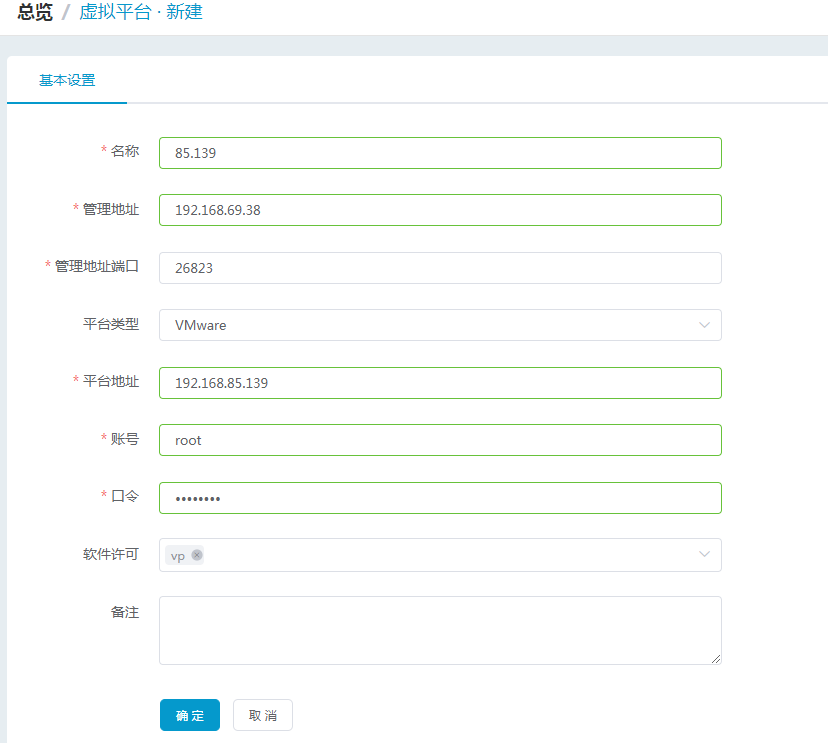 总览 / 虚拟平台 · 新建
基本设置
* 名称 85.139
* 管理地址 192.168.69.38
* 管理地址端口 26823
平台类型 VMware
* 平台地址 192.168.85.139
* 账号 root
* 口令 ••••••••
软件许可 vp
备注
确定 取消